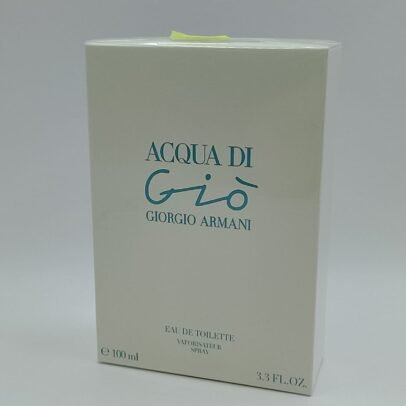 ACQUA DI
Giò
GIORGIO ARMANI
EAU DE TOILETTE
VAPORISATEUR
SPRAY
℮ 100 ml
3.3 FL.OZ.